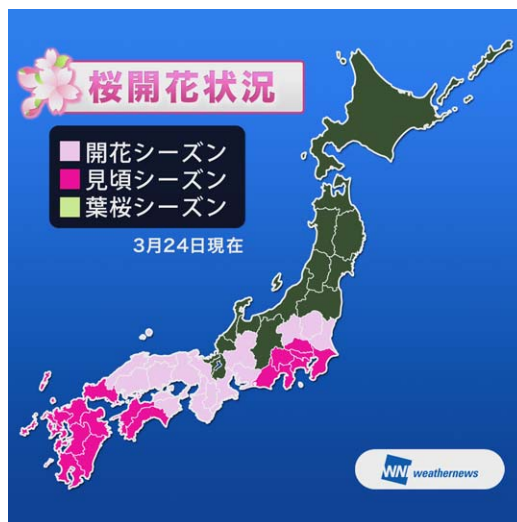 桜開花状況
開花シーズン
見頃シーズン
葉桜シーズン
3月24日現在
WNI weathernews